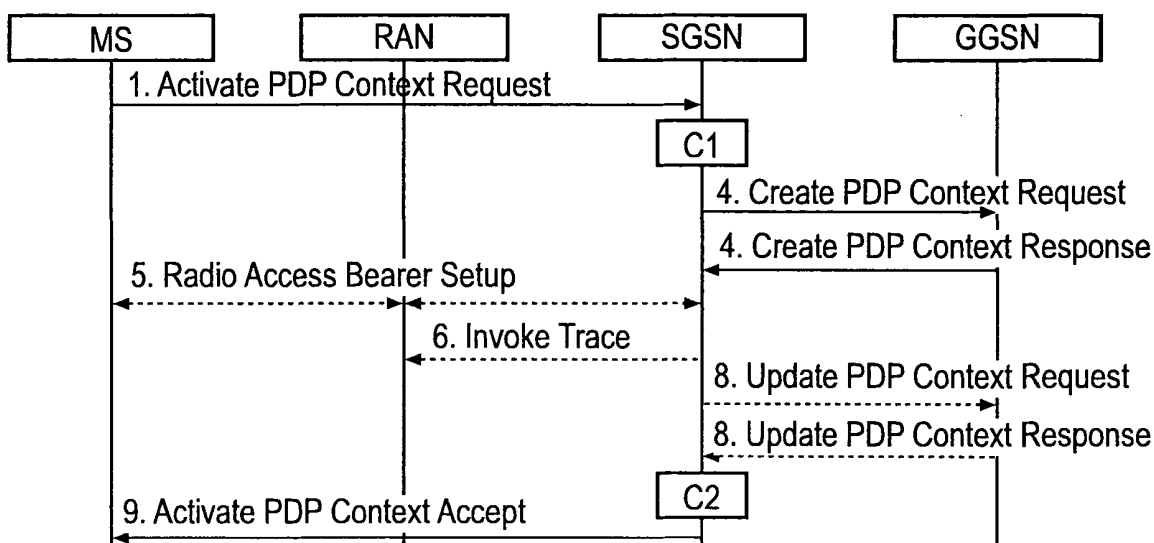 MS RAN SGSN GGSN
1. Activate PDP Context Request
C1
4. Create PDP Context Request
4. Create PDP Context Response
5. Radio Access Bearer Setup
6. Invoke Trace
8. Update PDP Context Request
8. Update PDP Context Response
C2
9. Activate PDP Context Accept